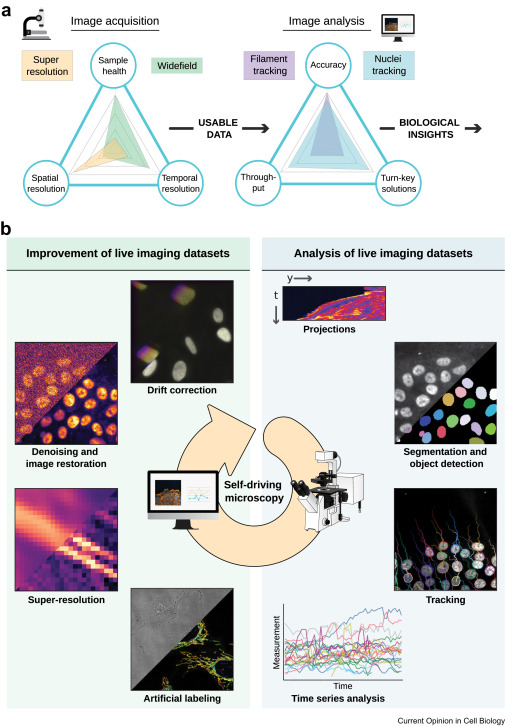 a
Image acquisition
Image analysis
Super
resolution
Sample
health
Widefield
Filament
tracking
Accuracy
Nuclei
tracking
USABLE
DATA
BIOLOGICAL
INSIGHTS
Spatial
resolution
Temporal
resolution
Through-
put
Turn-key
solutions
b
Improvement of live imaging datasets
Analysis of live imaging datasets
y
t
Projections
Drift correction
Denoising and
image restoration
Segmentation and
object detection
Self-driving
microscopy
Super-resolution
Tracking
Measurement
Time
Artificial labeling
Time series analysis
Current Opinion in Cell Biology